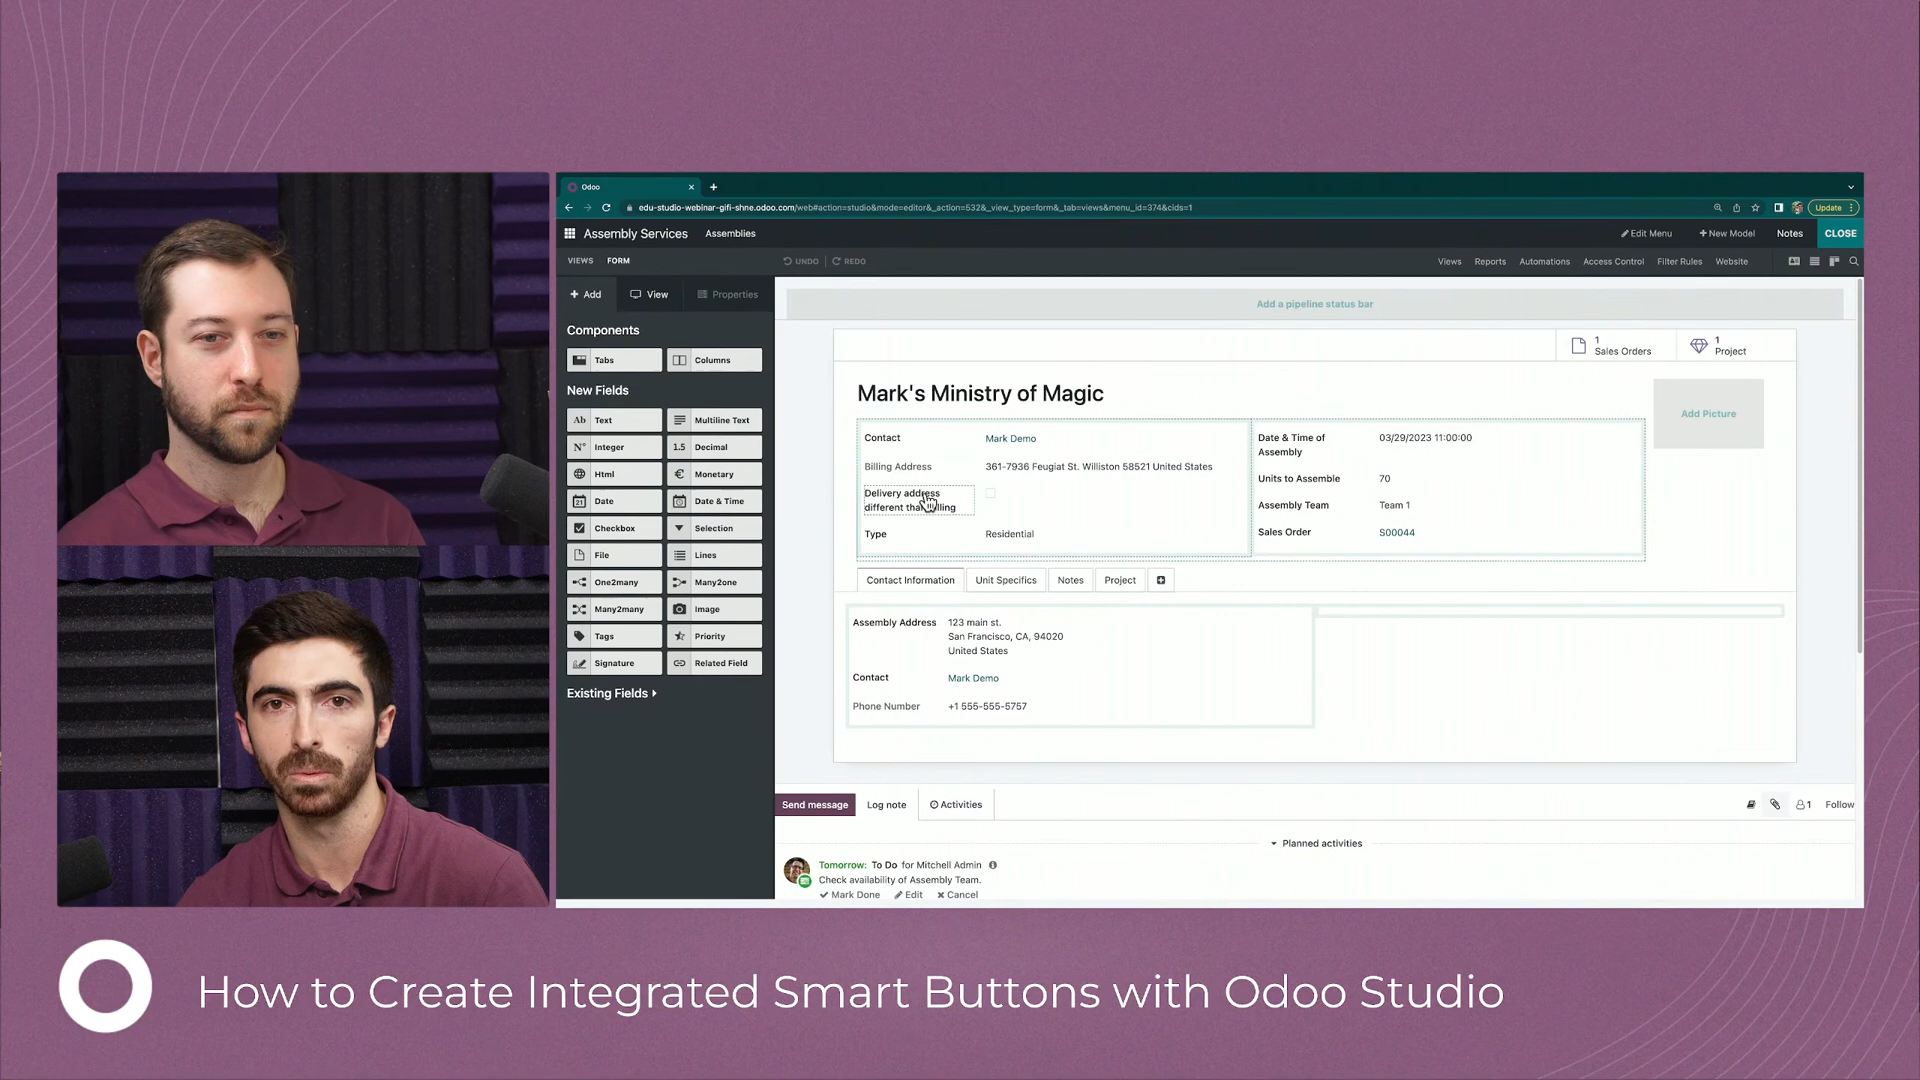 Odoo
edu-studio-webinar-gifi-shne.odoo.com/web#action=studio&mode=editor&_action=532&_view_type=form&_tab=views&menu_id=374&cids=1
Update
Assembly Services
Assemblies
Edit Menu
+ New Model
Notes
CLOSE
VIEWS
FORM
UNDO
REDO
Views
Reports
Automations
Access Control
Filter Rules
Website
+ Add
View
Properties
Components
Tabs
Columns
New Fields
Ab Text
Multiline Text
N° Integer
1.5 Decimal
Html
€ Monetary
21 Date
Date & Time
Checkbox
Selection
File
Lines
One2many
Many2one
Many2many
Image
Tags
Priority
Signature
Related Field
Existing Fields
Add a pipeline status bar
1
Sales Orders
1
Project
Mark's Ministry of Magic
Add Picture
Contact
Mark Demo
Billing Address
361-7936 Feugiat St. Williston 58521 United States
Delivery address
different than
Type
Residential
Date & Time of
Assembly
03/29/2023 11:00:00
Units to Assemble
70
Assembly Team
Team 1
Sales Order
S00044
Contact Information
Unit Specifics
Notes
Project
Assembly Address
123 main st.
San Francisco, CA, 94020
United States
Contact
Mark Demo
Phone Number
+1 555-555-5757
Send message
Log note
Activities
1
Follow
Planned activities
Tomorrow: To Do for Mitchell Admin
Check availability of Assembly Team.
Mark Done
Edit
Cancel
How to Create Integrated Smart Buttons with Odoo Studio